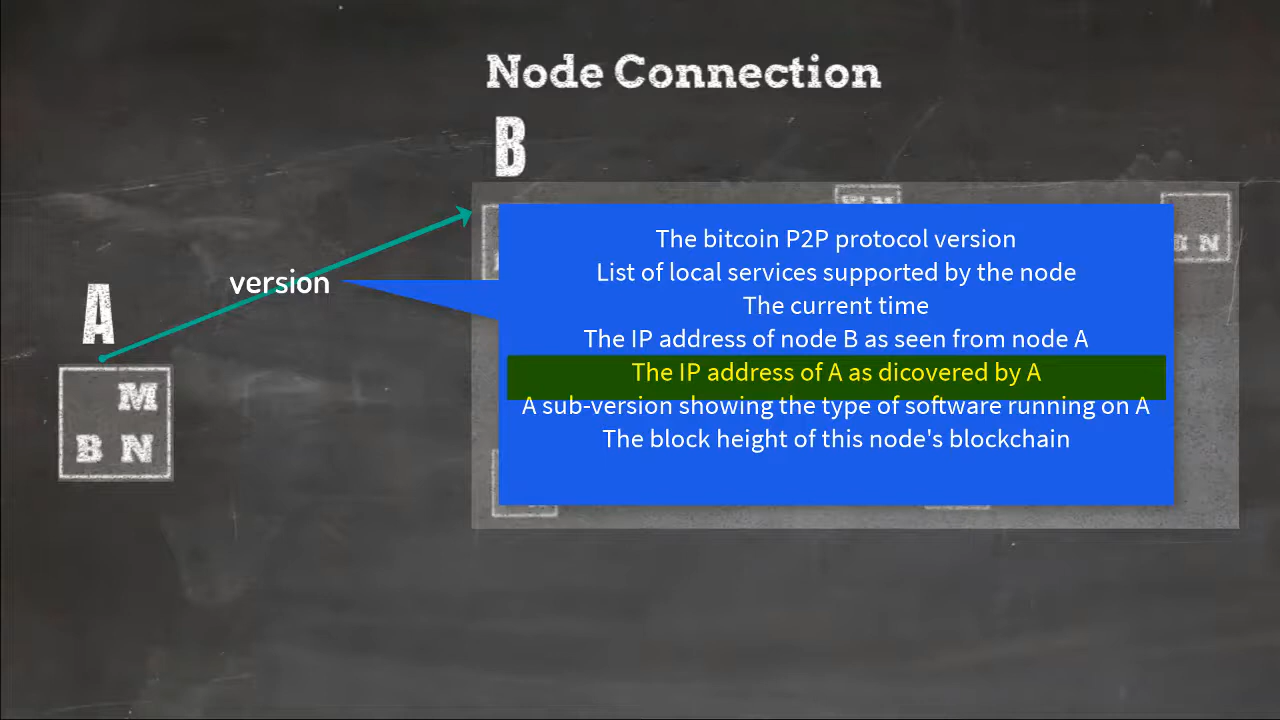 Node Connection
B
The bitcoin P2P protocol version
List of local services supported by the node
version
The current time
The IP address of node B as seen from node A
A
The IP address of A as dicovered by A
A sub-version showing the type of software running on A
The block height of this node's blockchain
M
B N
N